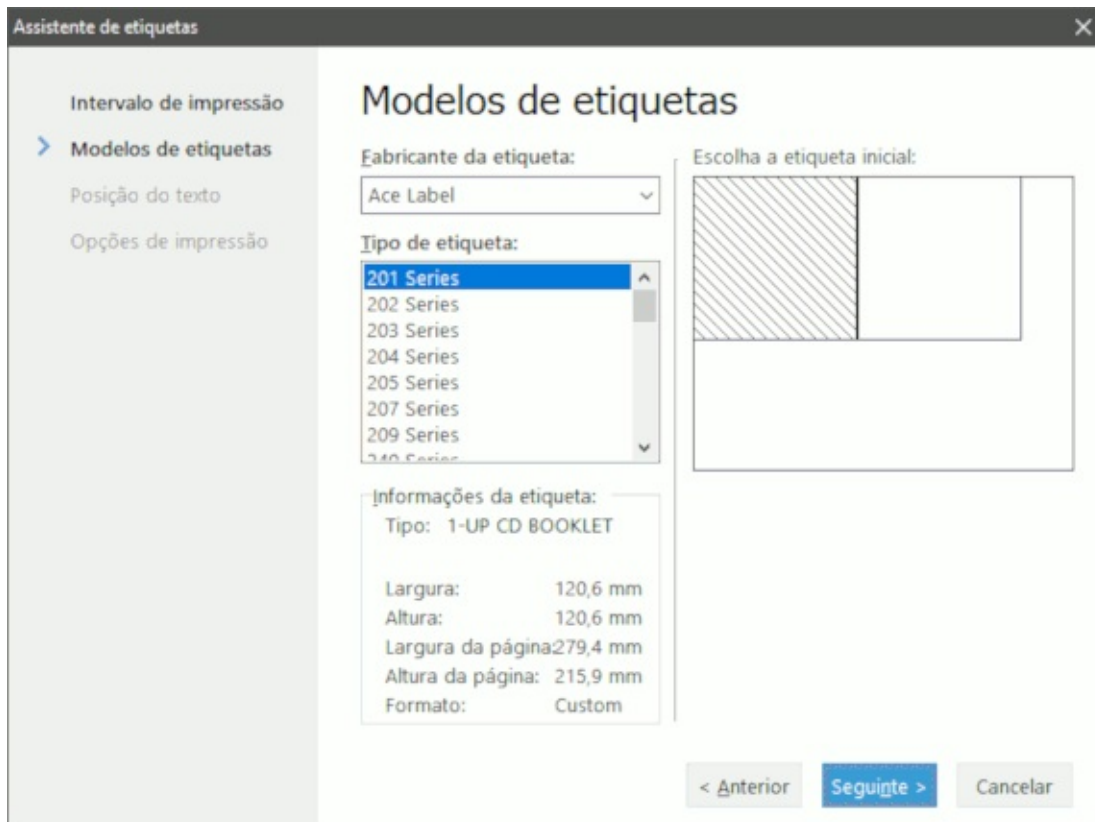 Assistente de etiquetas
Intervalo de impressão
Modelos de etiquetas
Posição do texto
Opções de impressão
Modelos de etiquetas
Fabricante da etiqueta:
Ace Label
Tipo de etiqueta:
201 Series
202 Series
203 Series
204 Series
205 Series
207 Series
209 Series
240 Series
Informações da etiqueta:
Tipo: 1-UP CD BOOKLET
Largura: 120,6 mm
Altura: 120,6 mm
Largura da página: 279,4 mm
Altura da página: 215,9 mm
Formato: Custom
Escolha a etiqueta inicial:
< Anterior
Seguinte >
Cancelar